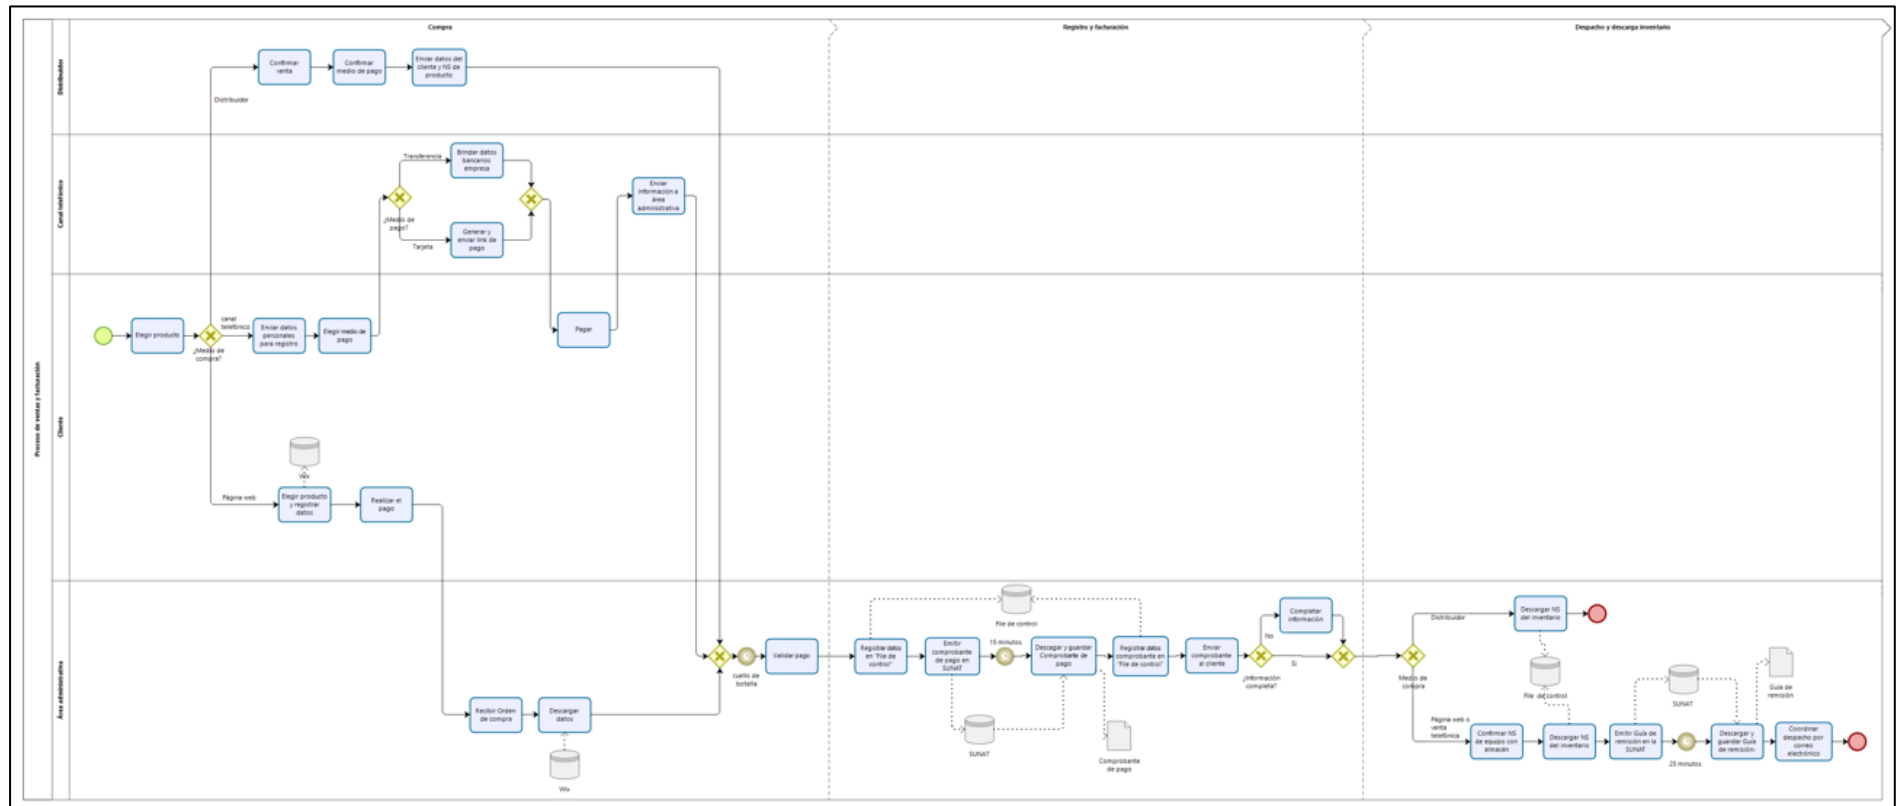 Compra
Registro y facturación
Despacho y descarga inventario
Proceso de ventas y facturación
Distribuidor
Confirmar
venta
Confirmar
medio de pago
Enviar datos del
cliente y NS de
producto
Distribuidor
Canal telefónico
Transferencia
Brindar datos
bancarios
empresa
¿Medio de
pago?
Tarjeta
Generar y
enviar link de
pago
Enviar
información a
área
administrativa
Cliente
Elegir producto
¿Medio de
compra?
canal
telefónico
Enviar datos
personales
para registro
Elegir medio de
pago
Pagar
Wix
Página web
Elegir producto
y registrar
datos
Realizar el
pago
Área administrativa
Recibir Orden
de compra
Descargar
datos
Wix
cuello de
botella
Validar pago
File de control
Registrar datos
en "File de
control"
Emitir
comprobante
de pago en
SUNAT
15 minutos
Descagar y guardar
Comprobante de
pago
Registrar datos
comprobante en
"File de control"
Enviar
comprobante
al cliente
SUNAT
Comprobante
de pago
¿Información
completa?
No
Si
Completar
información
Medio de
compra
Distribuidor
Descargar NS
del inventario
File de control
Página web o
venta
telefónica
Confirmar NS
de equipo con
almacén
Descargar NS
del inventario
Emitir Guía de
remisión en la
SUNAT
25 minutos
SUNAT
Descargar y
guardar Guía
de remisión
Guía de
remisión
Coordinar
despacho por
correo
electrónico